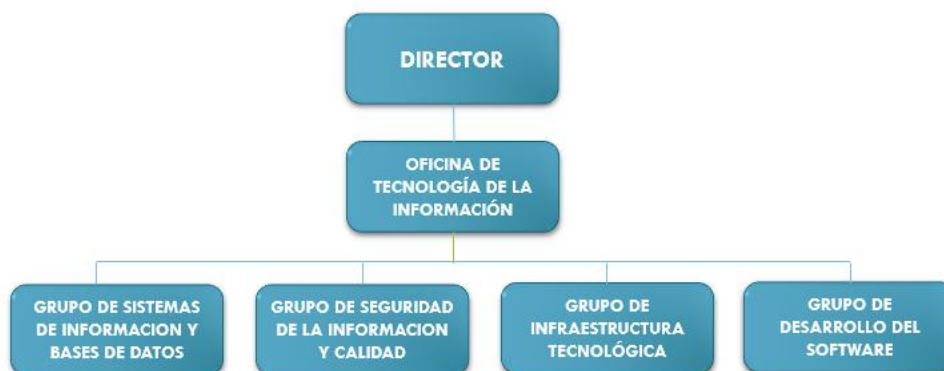 DIRECTOR
OFICINA DE
TECNOLOGÍA DE LA
INFORMACIÓN
GRUPO DE SISTEMAS
DE INFORMACION Y
BASES DE DATOS
GRUPO DE SEGURIDAD
DE LA INFORMACION
Y CALIDAD
GRUPO DE
INFRAESTRUCTURA
TECNOLÓGICA
GRUPO DE
DESARROLLO DEL
SOFTWARE